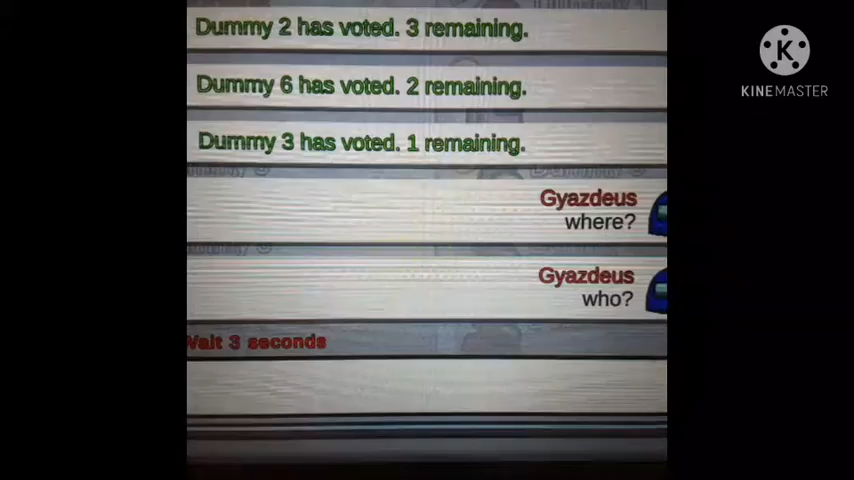 Dummy 2 has voted. 3 remaining.
Dummy 6 has voted. 2 remaining.
Dummy 3 has voted. 1 remaining.
Gyazdeus
where?
Gyazdeus
who?
Wait 3 seconds
K
KINEMASTER